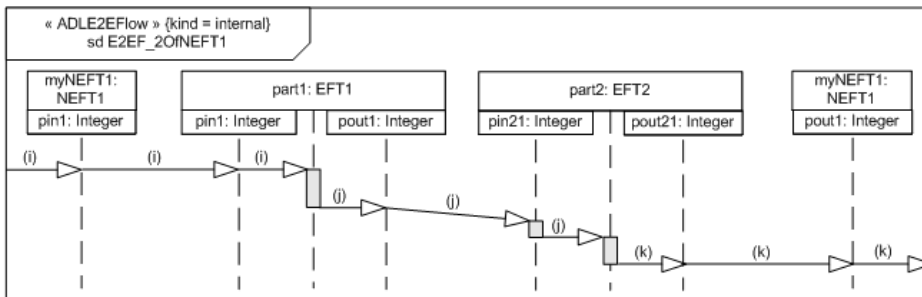 « ADLE2EFlow » {kind = internal}
sd E2EF_2OfNEFT1
myNEFT1:
NEFT1
pin1: Integer
part1: EFT1
pin1: Integer
pout1: Integer
part2: EFT2
pin21: Integer
pout21: Integer
myNEFT1:
NEFT1
pout1: Integer
(i)
(i)
(i)
(j)
(j)
(j)
(k)
(k)
(k)